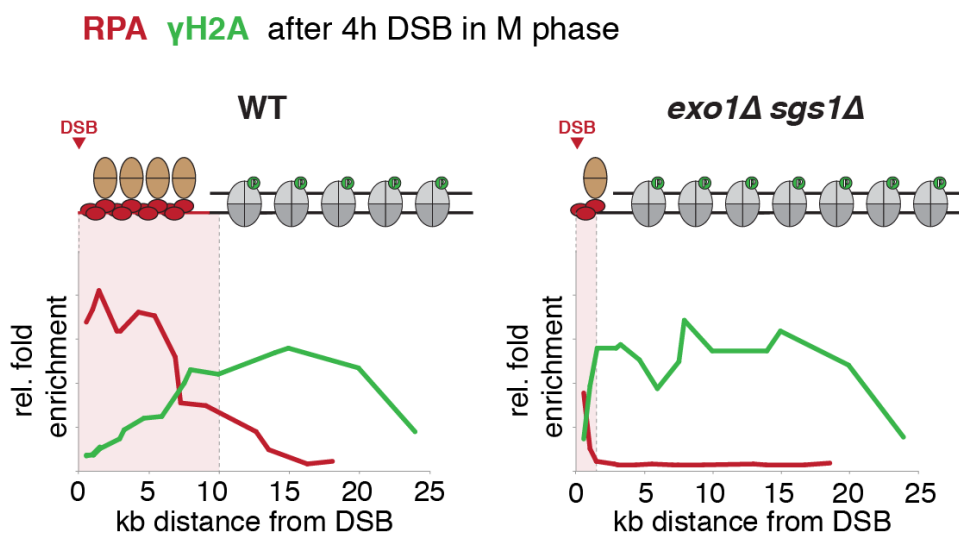 RPA γH2A after 4h DSB in M phase
WT
exo1Δ sgs1Δ
DSB
DSB
P P P P P
P P P P P P P
rel. fold
enrichment
rel. fold
enrichment
0 5 10 15 20 25
0 5 10 15 20 25
kb distance from DSB
kb distance from DSB